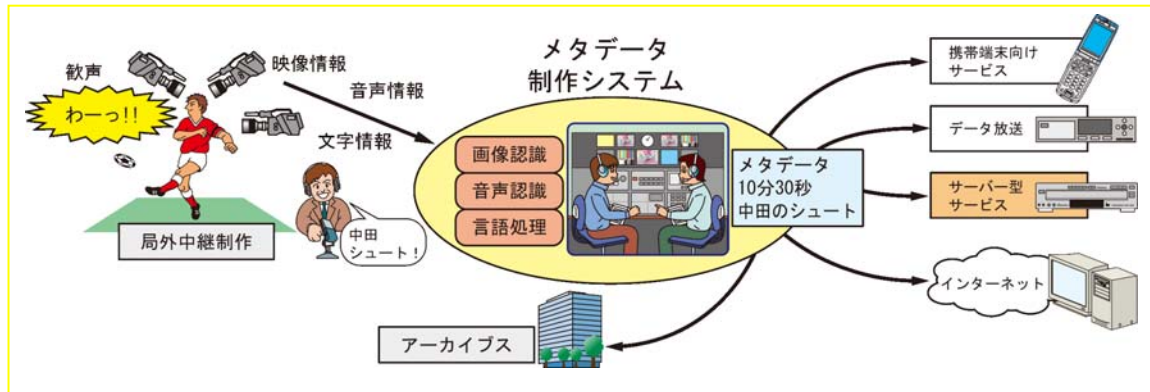 歓声
わーっ!!
映像情報
音声情報
文字情報
局外中継制作
中田
シュート！
メタデータ
制作システム
画像認識
音声認識
言語処理
メタデータ
10分30秒
中田のシュート
携帯端末向け
サービス
データ放送
サーバー型
サービス
インターネット
アーカイブス